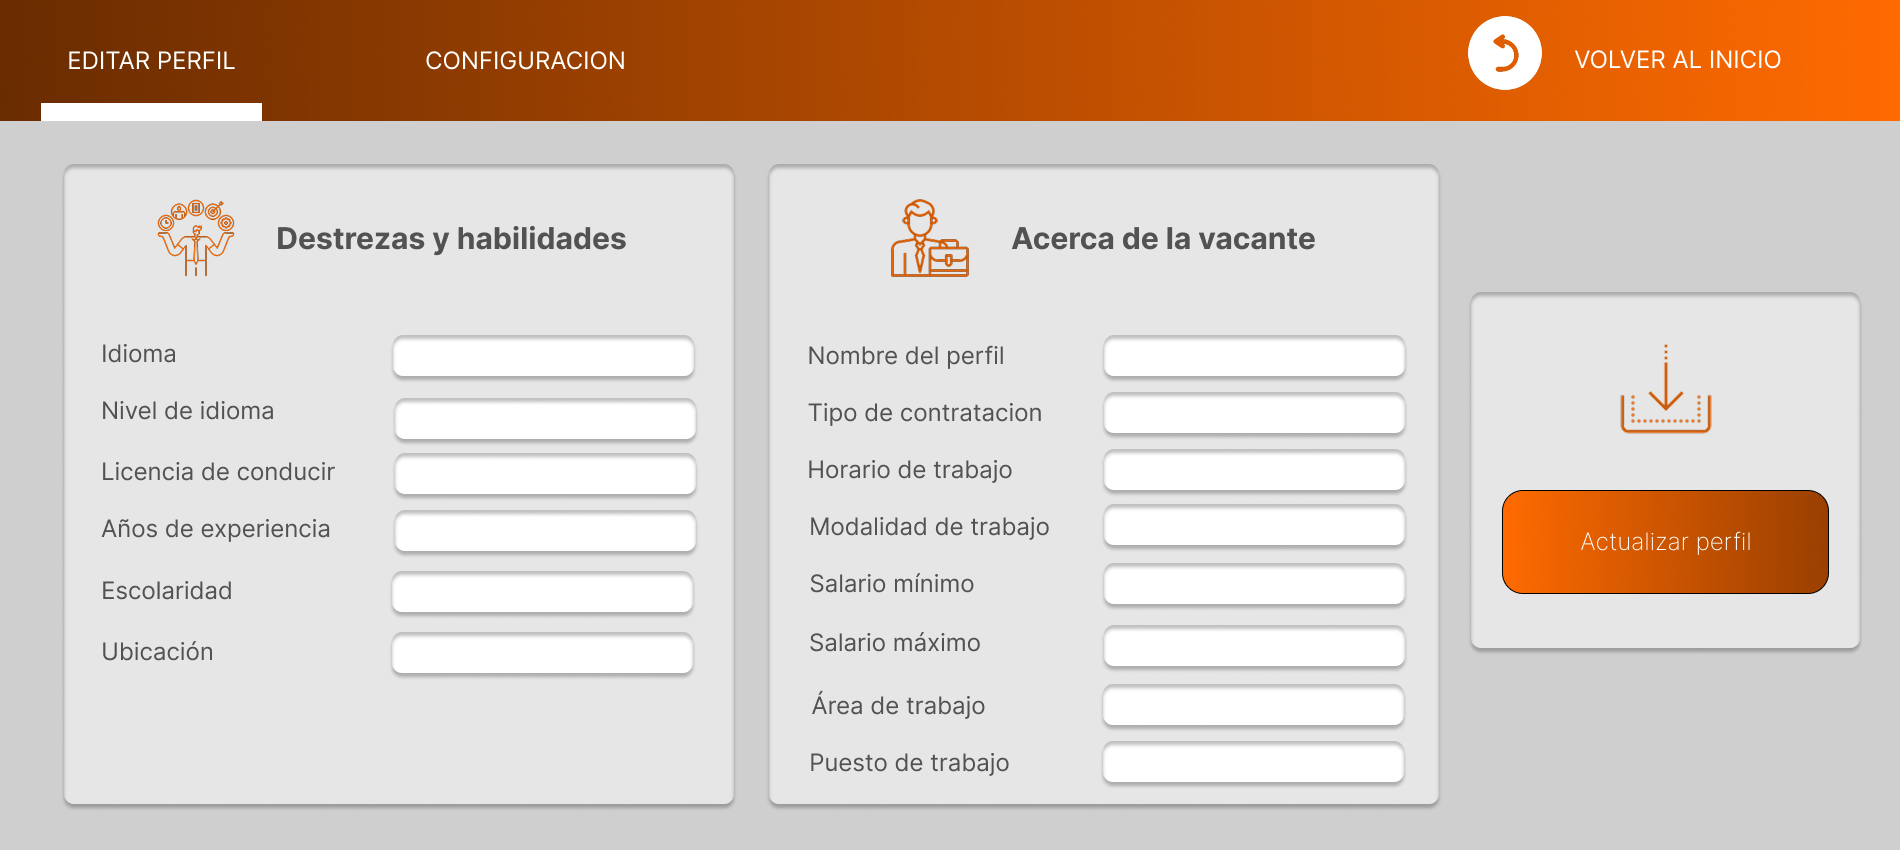 EDITAR PERFIL
CONFIGURACION
VOLVER AL INICIO
Destrezas y habilidades
Idioma
Nivel de idioma
Licencia de conducir
Años de experiencia
Escolaridad
Ubicación
Acerca de la vacante
Nombre del perfil
Tipo de contratacion
Horario de trabajo
Modalidad de trabajo
Salario mínimo
Salario máximo
Área de trabajo
Puesto de trabajo
Actualizar perfil